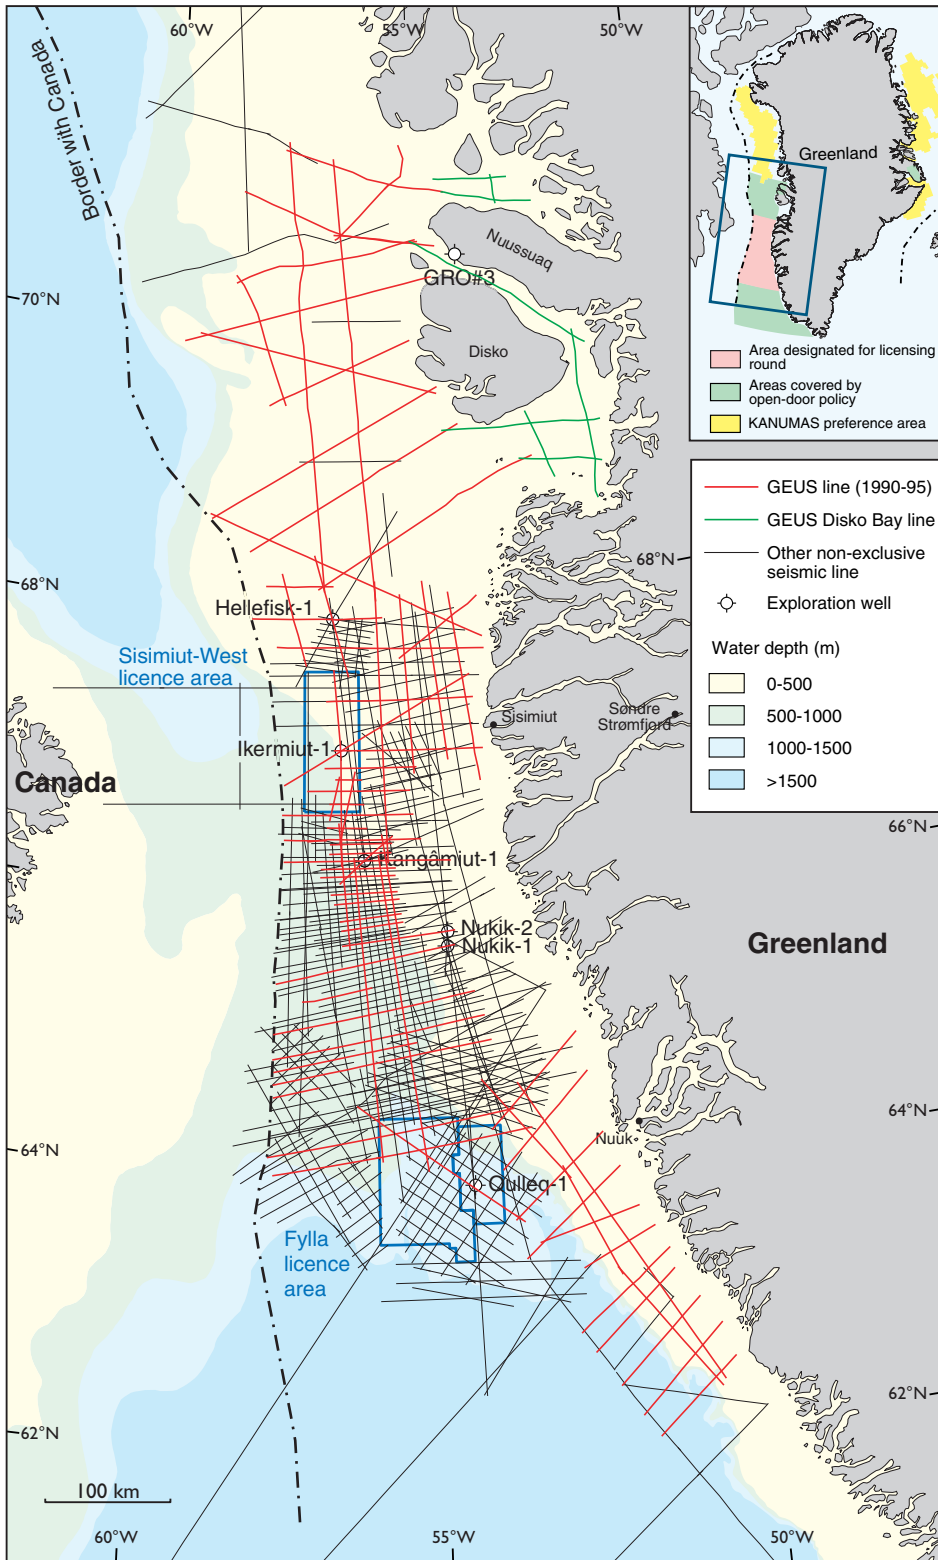 60°W
55°W
50°W
Border with Canada
Greenland
Area designated for licensing
round
Areas covered by
open-door policy
KANUMAS preference area
Nuussuaq
GRO#3
70°N
Disko
GEUS line (1990-95)
GEUS Disko Bay line
Other non-exclusive
seismic line
Exploration well
Water depth (m)
0-500
500-1000
1000-1500
>1500
68°N
68°N
Hellefisk-1
Sisimiut-West
licence area
Sisimiut
Søndre
Strømfjord
Ikermiut-1
Canada
66°N
Kangâmiut-1
Nukik-2
Nukik-1
Greenland
64°N
Nuuk
64°N
Qulleq-1
Fylla
licence
area
62°N
62°N
100 km
60°W
55°W
50°W